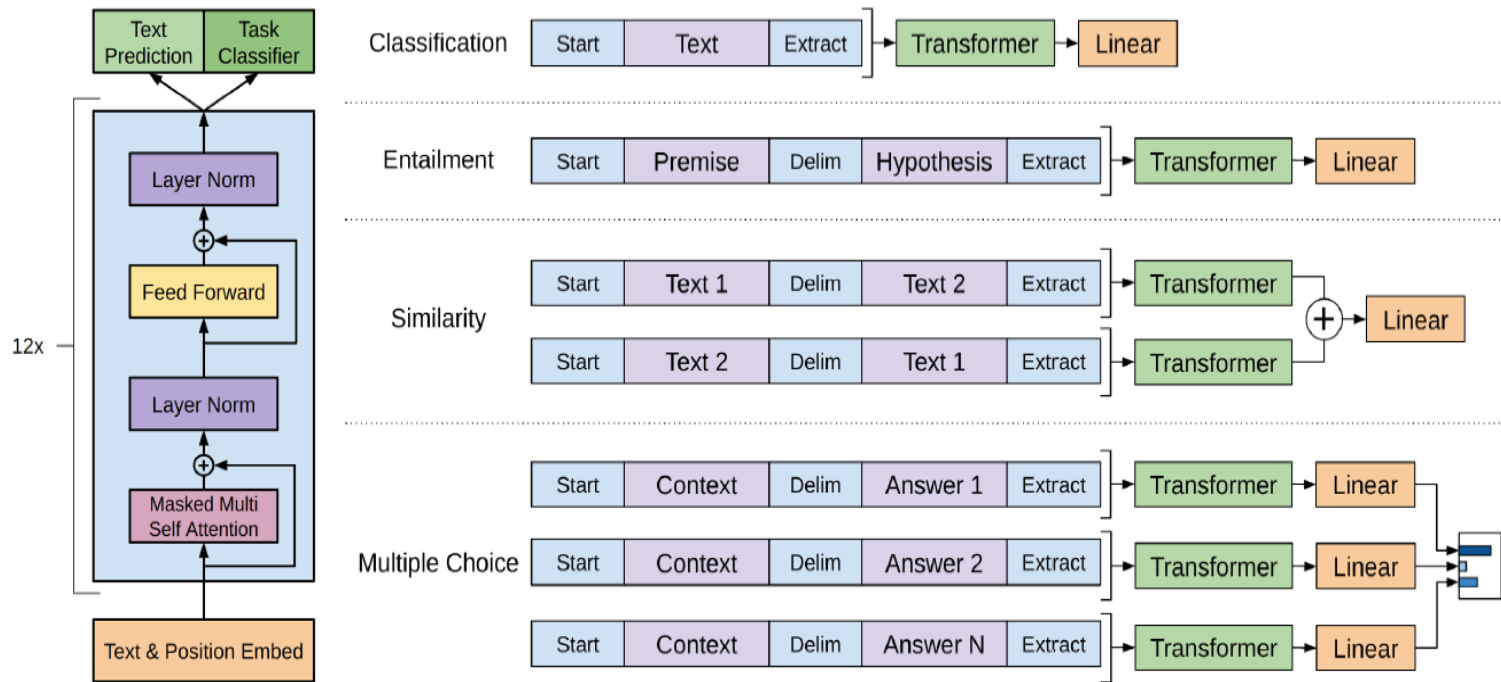 Text
Prediction
Task
Classifier
12x
Layer Norm
Feed Forward
Layer Norm
Masked Multi
Self Attention
Text & Position Embed
Classification
Start Text Extract Transformer Linear
Entailment
Start Premise Delim Hypothesis Extract Transformer Linear
Similarity
Start Text 1 Delim Text 2 Extract Transformer
+ Linear
Start Text 2 Delim Text 1 Extract Transformer
Multiple Choice
Start Context Delim Answer 1 Extract Transformer Linear
Start Context Delim Answer 2 Extract Transformer Linear
Start Context Delim Answer N Extract Transformer Linear